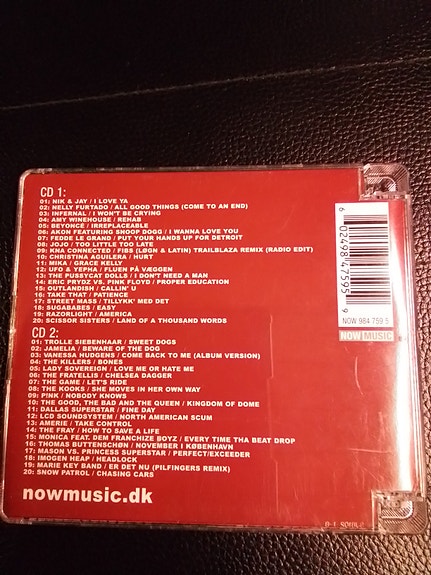 CD 1:
01: NIK & JAY / I LOVE YA
02: NELLY FURTADO / ALL GOOD THINGS (COME TO AN END)
03: INFERNAL / I WON'T BE CRYING
04: AMY WINEHOUSE / REHAB
05: BEYONCÉ / IRREPLACEABLE
06: AKON FEATURING SNOOP DOGG / I WANNA LOVE YOU
07: FEDDE LE GRAND / PUT YOUR HANDS UP FOR DETROIT
08: JOJO / TOO LITTLE TOO LATE
09: KNA CONNECTED / FIBS (LØGN & LATIN) TRAILBLAZA REMIX (RADIO EDIT)
10: CHRISTINA AGUILERA / HURT
11: MIKA / GRACE KELLY
12: UFO & YEPHA / FLUEN PÅ VÆGGEN
13: THE PUSSYCAT DOLLS / I DON'T NEED A MAN
14: ERIC PRYDZ VS. PINK FLOYD / PROPER EDUCATION
15: OUTLANDISH / CALLIN' U
16: TAKE THAT / PATIENCE
17: STREET MASS / TILLYKK' MED DET
18: SUGABABES / EASY
19: RAZORLIGHT / AMERICA
20: SCISSOR SISTERS / LAND OF A THOUSAND WORDS
CD 2:
01: TROLLE SIEBENHAAR / SWEET DOGS
02: JAMELIA / BEWARE OF THE DOG
03: VANESSA HUDGENS / COME BACK TO ME (ALBUM VERSION)
04: THE KILLERS / BONES
05: LADY SOVEREIGN / LOVE ME OR HATE ME
06: THE FRATELLIS / CHELSEA DAGGER
07: THE GAME / LET'S RIDE
08: THE KOOKS / SHE MOVES IN HER OWN WAY
09: P!NK / NOBODY KNOWS
10: THE GOOD, THE BAD AND THE QUEEN / KINGDOM OF DOME
11: DALLAS SUPERSTAR / FINE DAY
12: LCD SOUNDSYSTEM / NORTH AMERICAN SCUM
13: AMERIE / TAKE CONTROL
14: THE FRAY / HOW TO SAVE A LIFE
15: MONICA FEAT. DEM FRANCHIZE BOYZ / EVERY TIME THA BEAT DROP
16: THOMAS BUTTENSCHØN / NOVEMBER I KØBENHAVN
17: MASON VS. PRINCESS SUPERSTAR / PERFECT/EXCEEDER
18: IMOGEN HEAP / HEADLOCK
19: MARIE KEY BAND / ER DET NU (PILFINGERS REMIX)
20: SNOW PATROL / CHASING CARS
nowmusic.dk
6 02498 47595 9
NOW 984 759 5
NOW MUSIC